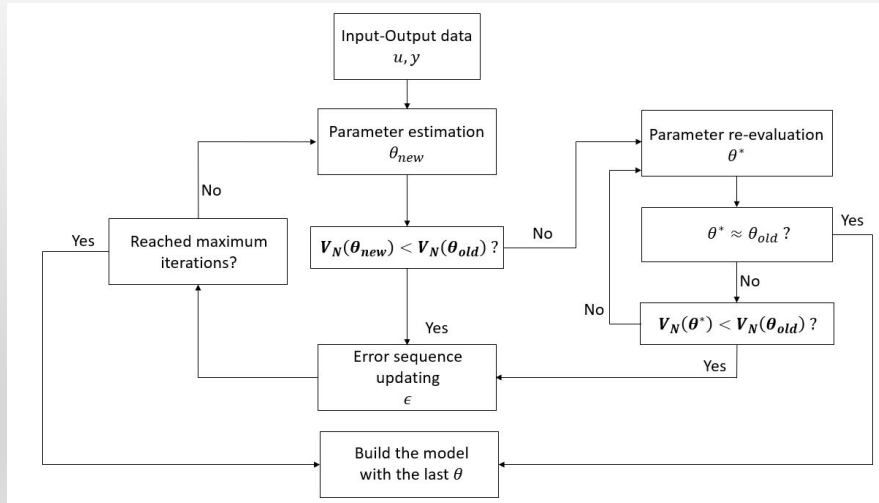 Input-Output data
u, y
Parameter estimation
θ_new
Parameter re-evaluation
θ*
No
Reached maximum
iterations?
Yes
V_N(θ_new) < V_N(θ_old) ?
No
θ* ≈ θ_old ?
Yes
No
V_N(θ*) < V_N(θ_old) ?
No
Yes
Yes
Error sequence
updating
ϵ
Build the model
with the last θ